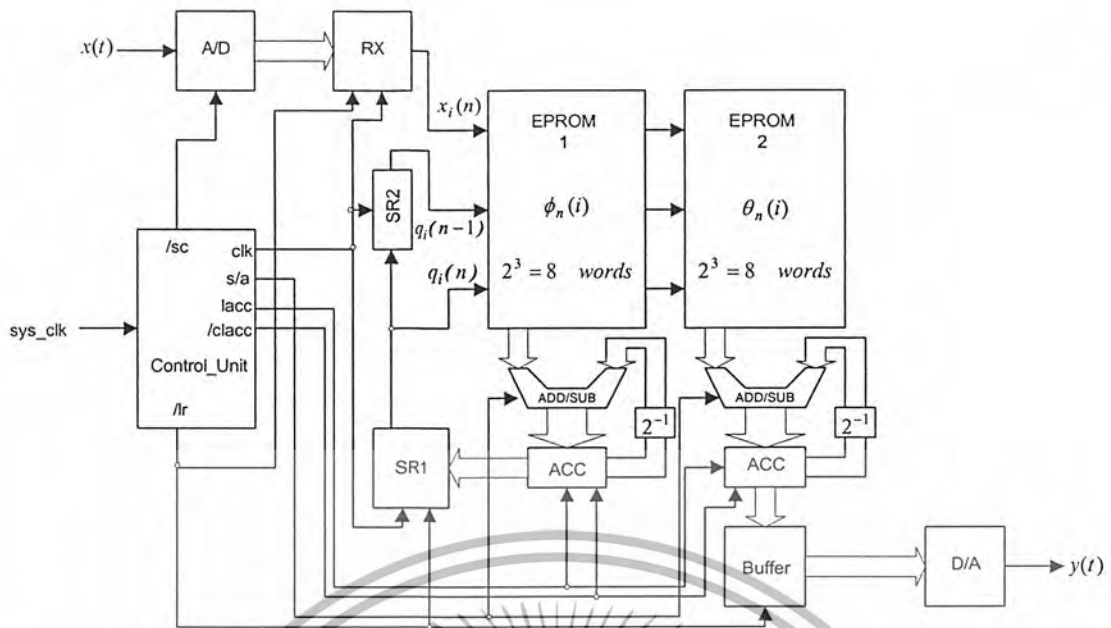 x(t)
A/D
RX
x_i(n)
EPROM
1
EPROM
2
SR2
q_i(n−1)
ϕ_n(i)
θ_n(i)
q_i(n)
2^3 = 8 words
2^3 = 8 words
/sc
clk
s/a
lacc
/clacc
sys_clk
Control_Unit
/lr
ADD/SUB
ADD/SUB
2^−1
2^−1
SR1
ACC
ACC
Buffer
D/A
y(t)